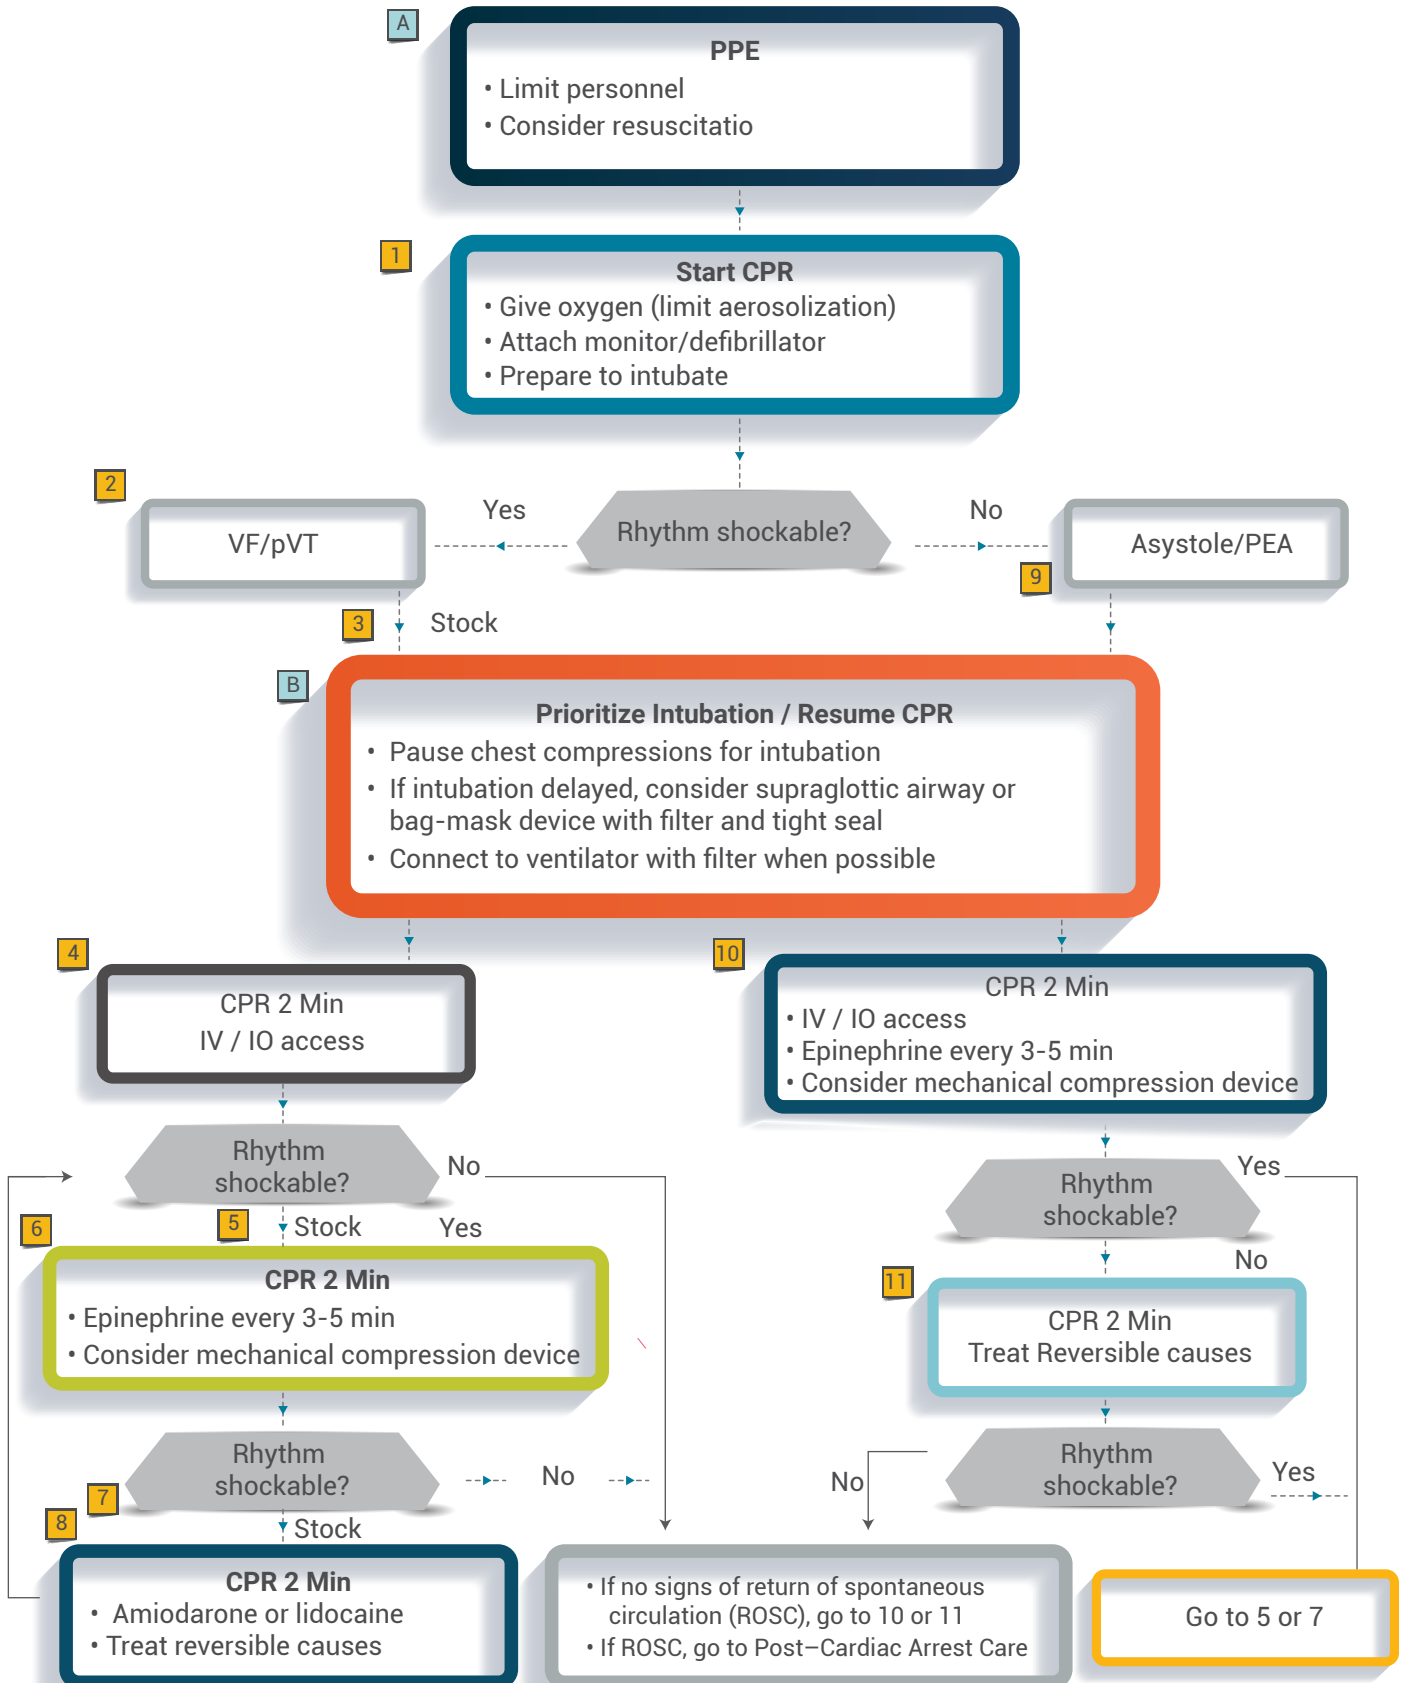 A
PPE
• Limit personnel
• Consider resuscitatio
1
Start CPR
• Give oxygen (limit aerosolization)
• Attach monitor/defibrillator
• Prepare to intubate
2
VF/pVT
Yes
Rhythm shockable?
No
Asystole/PEA
9
3
Stock
B
Prioritize Intubation / Resume CPR
• Pause chest compressions for intubation
• If intubation delayed, consider supraglottic airway or
bag-mask device with filter and tight seal
• Connect to ventilator with filter when possible
4
CPR 2 Min
IV / IO access
Rhythm
shockable?
No
5
Stock
Yes
6
CPR 2 Min
• Epinephrine every 3-5 min
• Consider mechanical compression device
Rhythm
shockable?
No
7
Stock
8
CPR 2 Min
• Amiodarone or lidocaine
• Treat reversible causes
10
CPR 2 Min
• IV / IO access
• Epinephrine every 3-5 min
• Consider mechanical compression device
Rhythm
shockable?
Yes
No
11
CPR 2 Min
Treat Reversible causes
Rhythm
shockable?
No
Yes
• If no signs of return of spontaneous
circulation (ROSC), go to 10 or 11
• If ROSC, go to Post–Cardiac Arrest Care
Go to 5 or 7